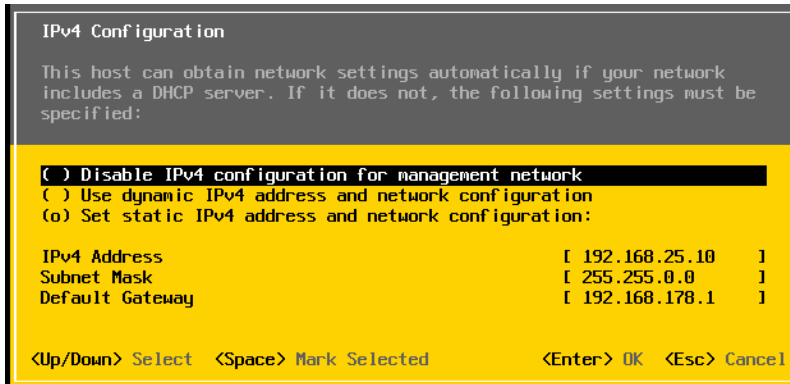 IPv4 Configuration
This host can obtain network settings automatically if your network
includes a DHCP server. If it does not, the following settings must be
specified:
( ) Disable IPv4 configuration for management network
( ) Use dynamic IPv4 address and network configuration
(o) Set static IPv4 address and network configuration:
IPv4 Address [ 192.168.25.10 ]
Subnet Mask [ 255.255.0.0 ]
Default Gateway [ 192.168.178.1 ]
<Up/Down> Select <Space> Mark Selected <Enter> OK <Esc> Cancel